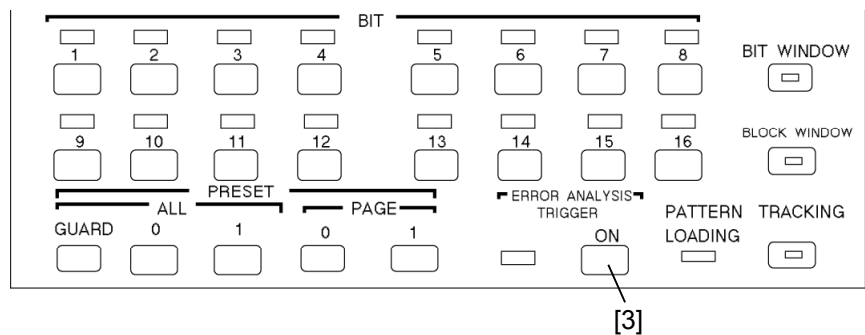 BIT
1 2 3 4 5 6 7 8
BIT WINDOW
9 10 11 12 13 14 15 16
BLOCK WINDOW
PRESET
ALL
PAGE
ERROR ANALYSIS
TRIGGER
GUARD 0 1 0 1
ON
PATTERN
LOADING
TRACKING
[3]